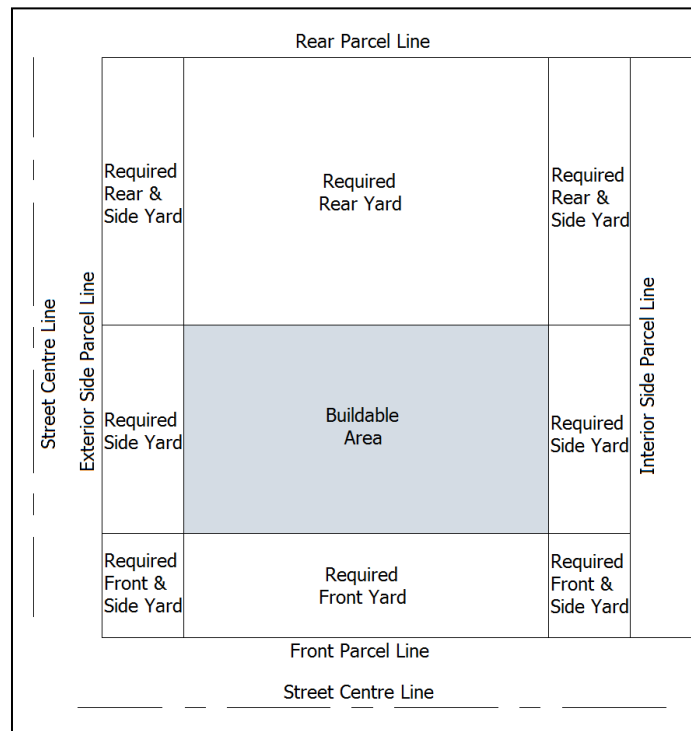 Rear Parcel Line
Required
Rear &
Side Yard
Required
Rear Yard
Required
Rear &
Side Yard
Street Centre Line
Exterior Side Parcel Line
Required
Side Yard
Buildable
Area
Required
Side Yard
Interior Side Parcel Line
Required
Front &
Side Yard
Required
Front Yard
Required
Front &
Side Yard
Front Parcel Line
Street Centre Line